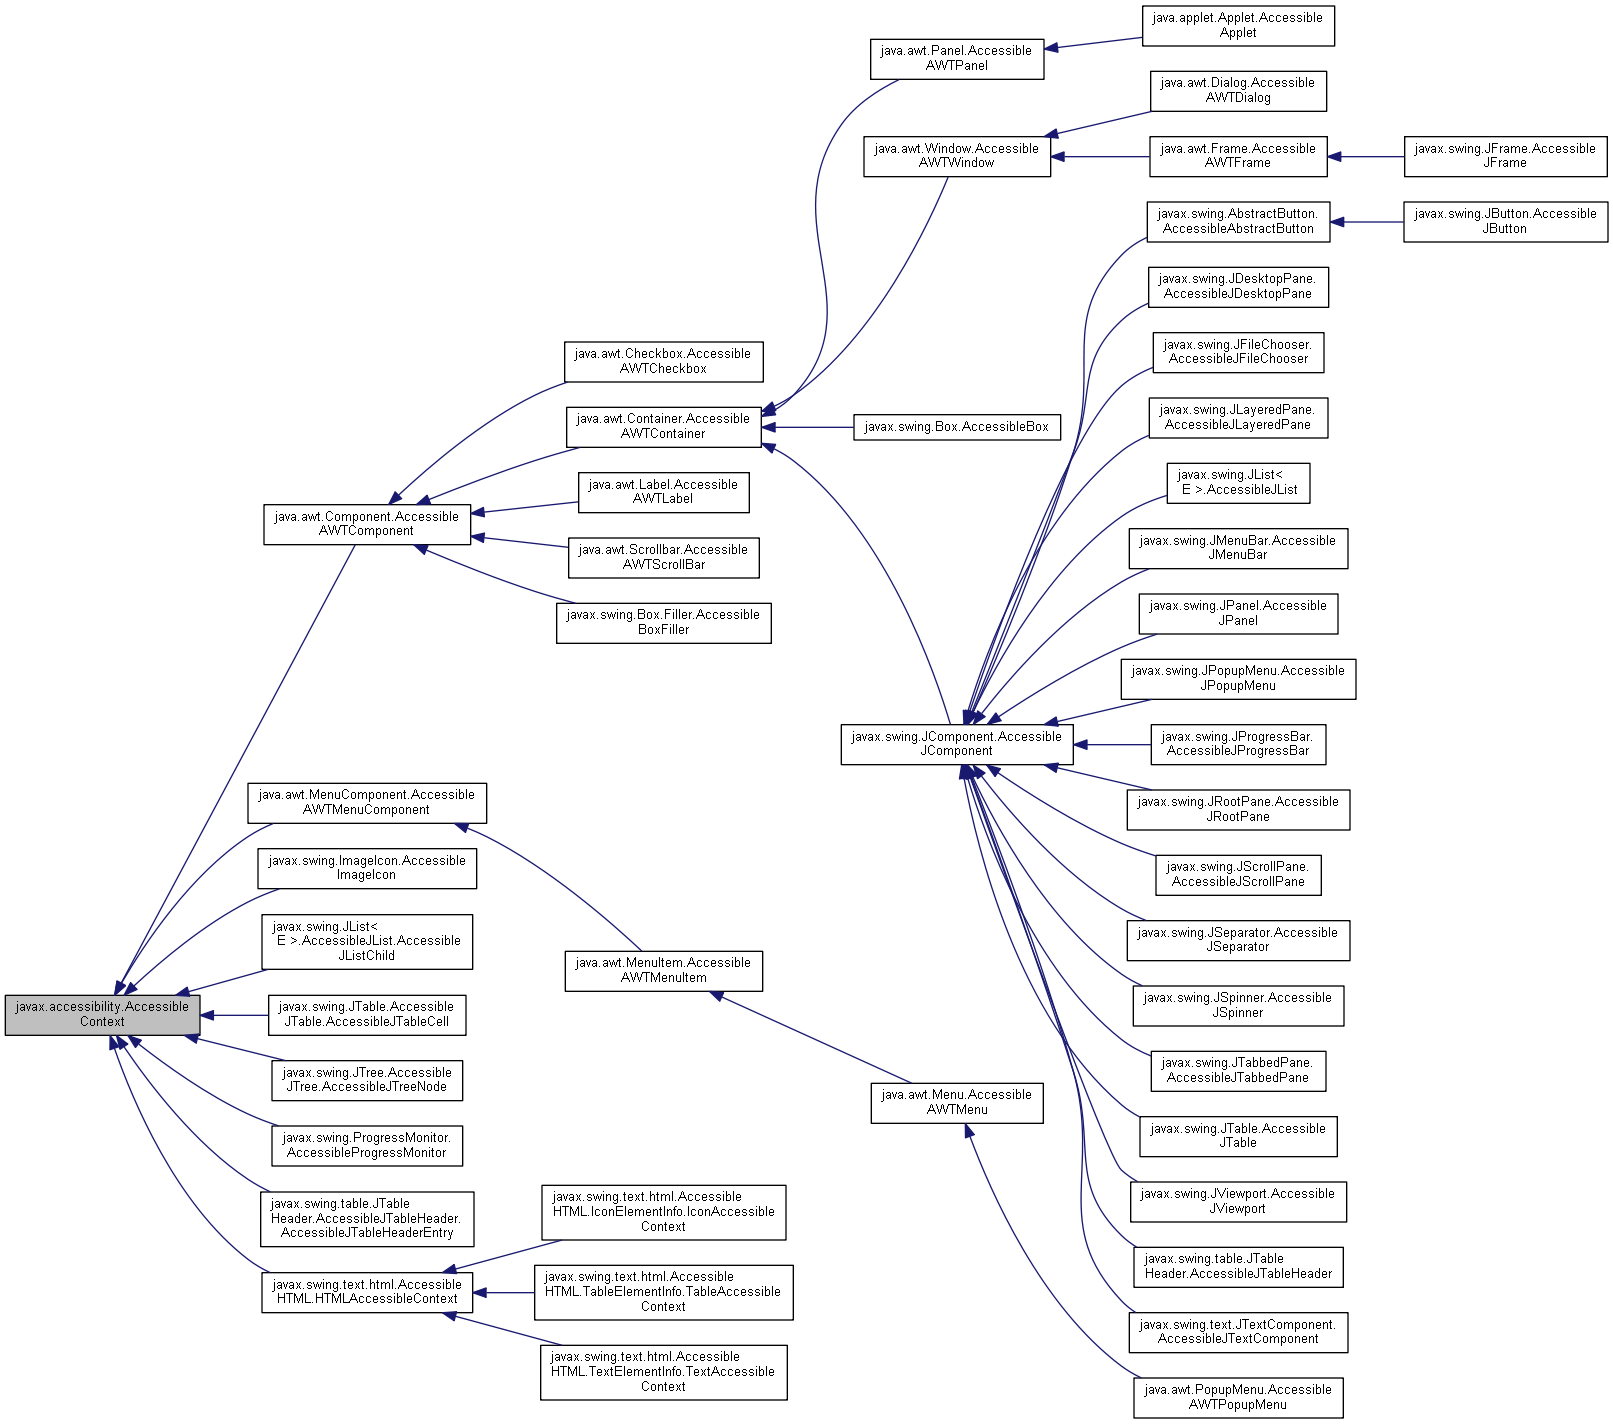 java.applet.Applet.Accessible
Applet
java.awt.Panel.Accessible
AWTPanel
java.awt.Dialog.Accessible
AWTDialog
java.awt.Window.Accessible
AWTWindow
java.awt.Frame.Accessible
AWTFrame
javax.swing.JFrame.Accessible
JFrame
javax.swing.AbstractButton.
AccessibleAbstractButton
javax.swing.JButton.Accessible
JButton
javax.swing.JDesktopPane.
AccessibleJDesktopPane
javax.swing.JFileChooser.
AccessibleJFileChooser
java.awt.Checkbox.Accessible
AWTCheckbox
java.awt.Container.Accessible
AWTContainer
javax.swing.Box.AccessibleBox
javax.swing.JLayeredPane.
AccessibleJLayeredPane
javax.swing.JList<
E >.AccessibleJList
java.awt.Label.Accessible
AWTLabel
java.awt.Component.Accessible
AWTComponent
javax.swing.JMenuBar.Accessible
JMenuBar
java.awt.Scrollbar.Accessible
AWTScrollBar
javax.swing.Box.Filler.Accessible
BoxFiller
javax.swing.JPanel.Accessible
JPanel
javax.swing.JPopupMenu.Accessible
JPopupMenu
javax.swing.JComponent.Accessible
JComponent
javax.swing.JProgressBar.
AccessibleJProgressBar
java.awt.MenuComponent.Accessible
AWTMenuComponent
javax.swing.JRootPane.Accessible
JRootPane
javax.swing.ImageIcon.Accessible
ImageIcon
javax.swing.JScrollPane.
AccessibleJScrollPane
javax.swing.JList<
E >.AccessibleJList.Accessible
JListChild
javax.swing.JSeparator.Accessible
JSeparator
java.awt.MenuItem.Accessible
AWTMenuItem
javax.accessibility.Accessible
Context
javax.swing.JTable.Accessible
JTable.AccessibleJTableCell
javax.swing.JSpinner.Accessible
JSpinner
javax.swing.JTree.Accessible
JTree.AccessibleJTreeNode
javax.swing.JTabbedPane.
AccessibleJTabbedPane
java.awt.Menu.Accessible
AWTMenu
javax.swing.ProgressMonitor.
AccessibleProgressMonitor
javax.swing.JTable.Accessible
JTable
javax.swing.table.JTable
Header.AccessibleJTableHeader.
AccessibleJTableHeaderEntry
javax.swing.JViewport.Accessible
JViewport
javax.swing.text.html.Accessible
HTML.IconElementInfo.IconAccessible
Context
javax.swing.table.JTable
Header.AccessibleJTableHeader
javax.swing.text.html.Accessible
HTML.HTMLAccessibleContext
javax.swing.text.html.Accessible
HTML.TableElementInfo.TableAccessible
Context
javax.swing.text.JTextComponent.
AccessibleJTextComponent
javax.swing.text.html.Accessible
HTML.TextElementInfo.TextAccessible
Context
java.awt.PopupMenu.Accessible
AWTPopupMenu